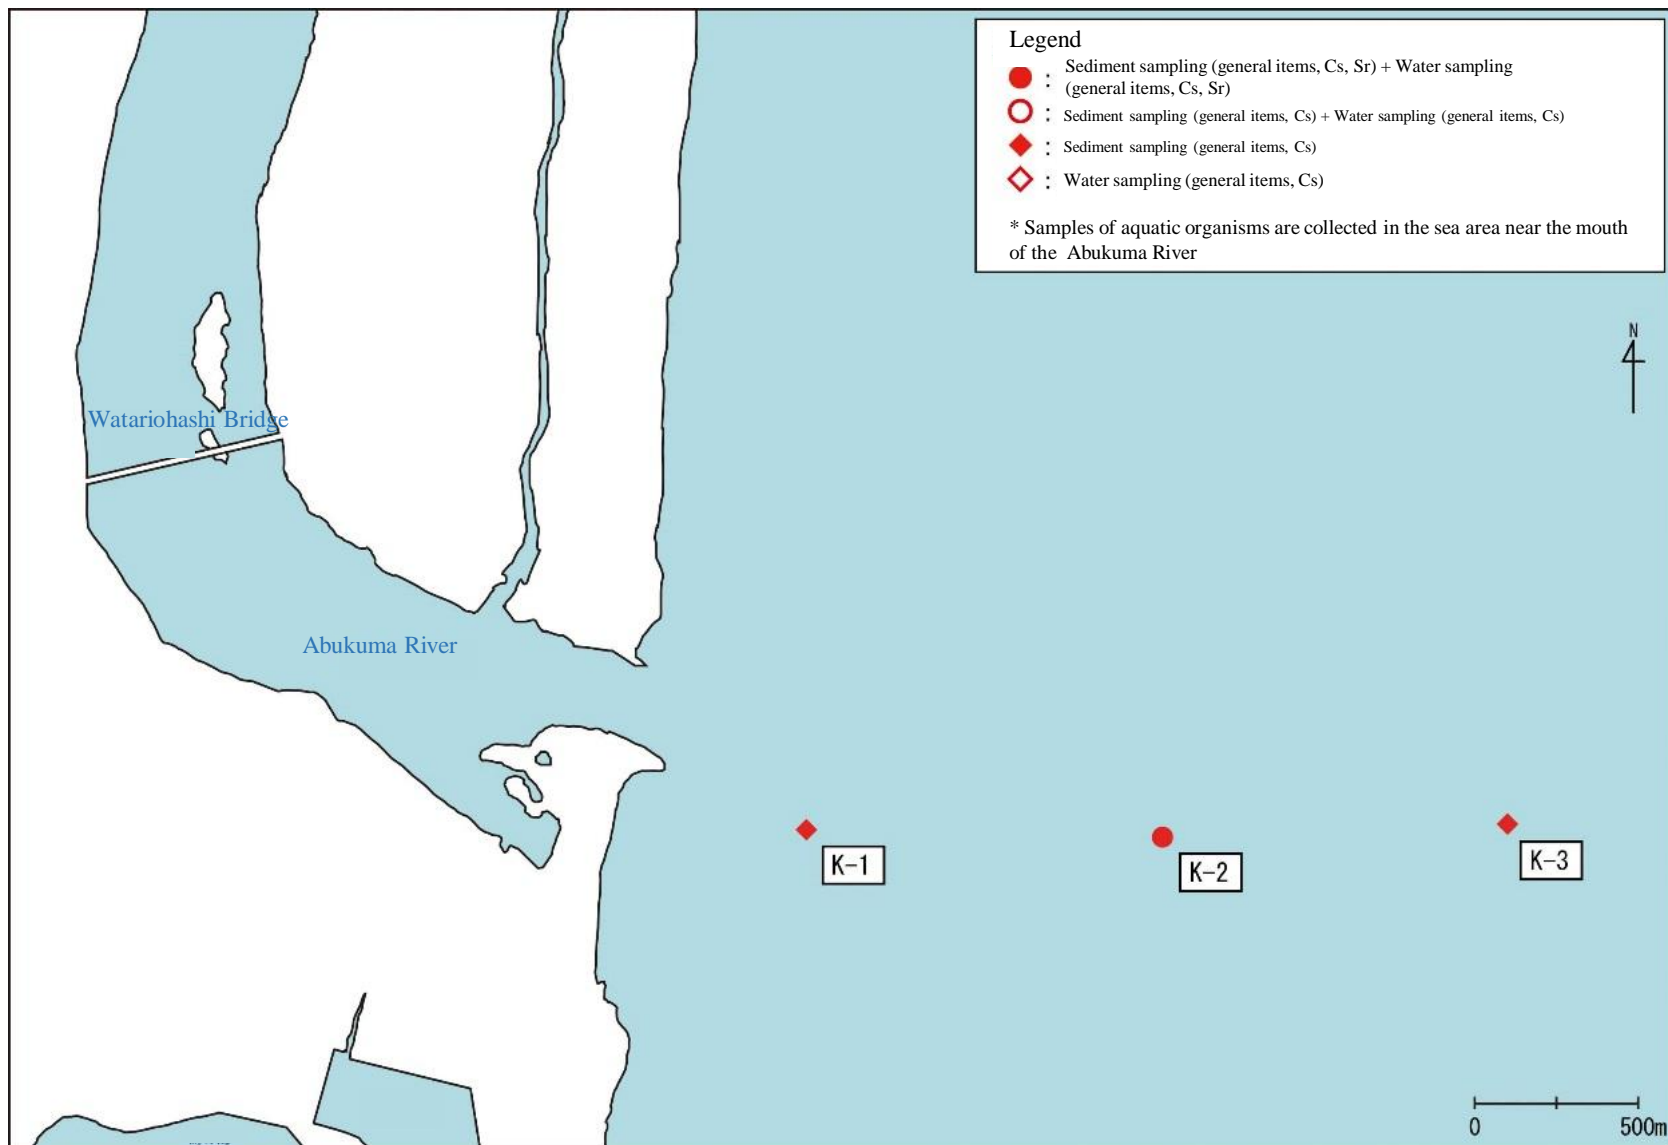 Legend
: Sediment sampling (general items, Cs, Sr) + Water sampling
(general items, Cs, Sr)
: Sediment sampling (general items, Cs) + Water sampling (general items, Cs)
: Sediment sampling (general items, Cs)
: Water sampling (general items, Cs)
* Samples of aquatic organisms are collected in the sea area near the mouth
of the Abukuma River
N
Watariohashi Bridge
Abukuma River
K-1
K-2
K-3
0 500m